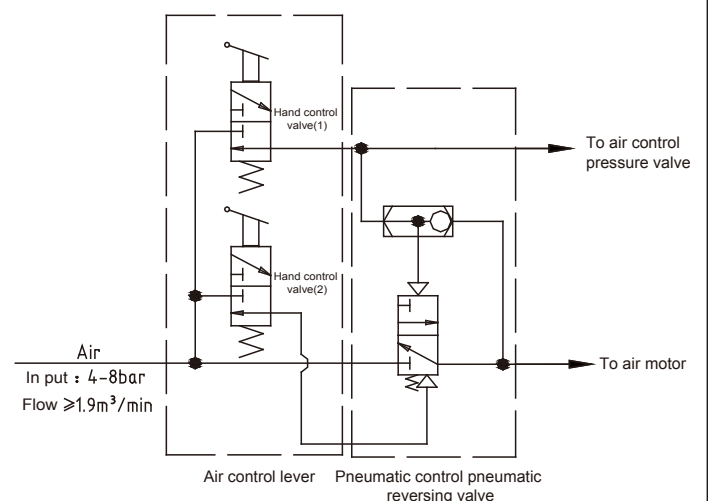 Hand control
valve(1)
To air control
pressure valve
Hand control
valve(2)
Air
In put : 4-8bar
Flow ≥1.9m³/min
To air motor
Air control lever
Pneumatic control pneumatic
reversing valve